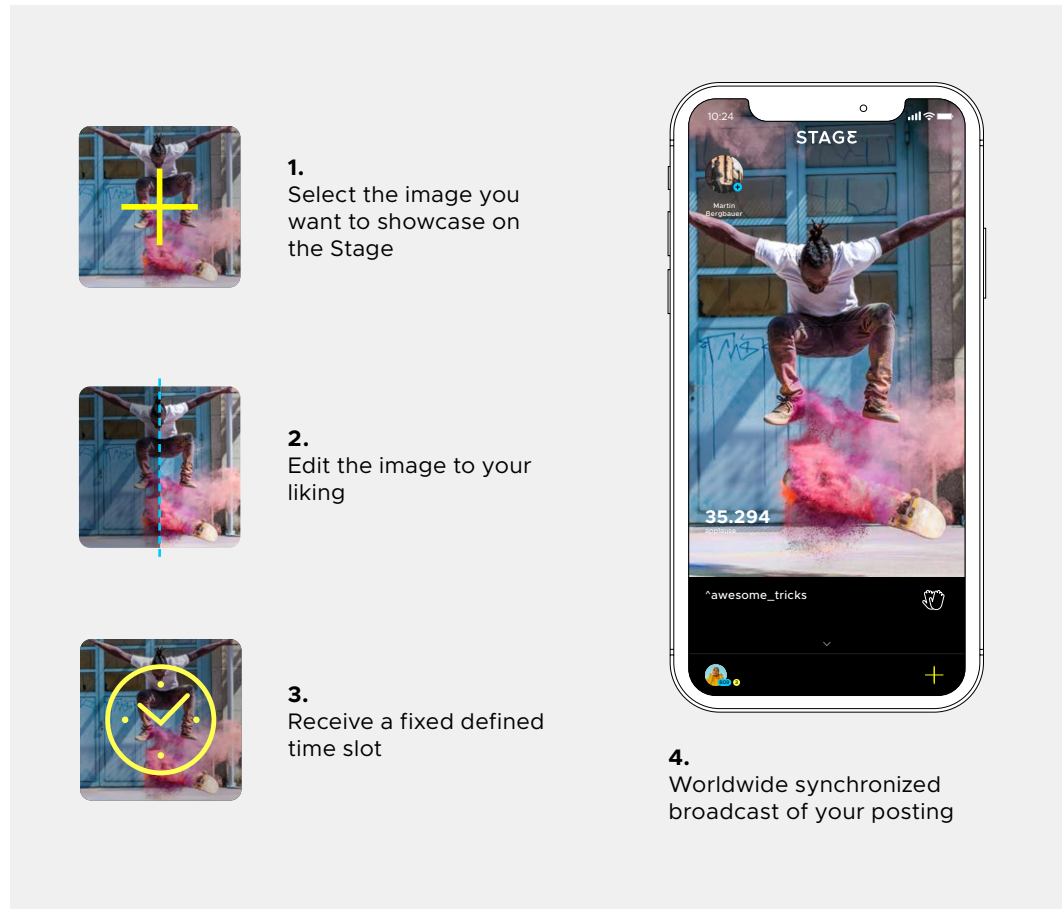 1.
Select the image you
want to showcase on
the Stage
2.
Edit the image to your
liking
3.
Receive a fixed defined
time slot
10:24
STAGƐ
Martin
Bergbauer
35.294
applause
^awesome_tricks
4.
Worldwide synchronized
broadcast of your posting